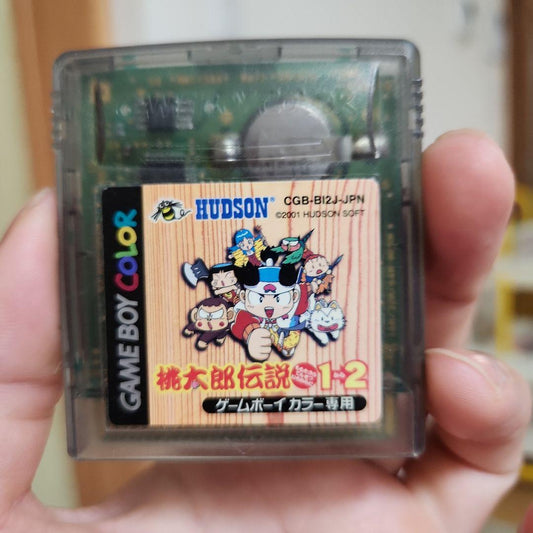 HUDSON®
CGB-BI2J-JPN
©2001 HUDSON SOFT
GAME BOY COLOR
桃太郎伝説
1→2
ゲームボーイカラー専用